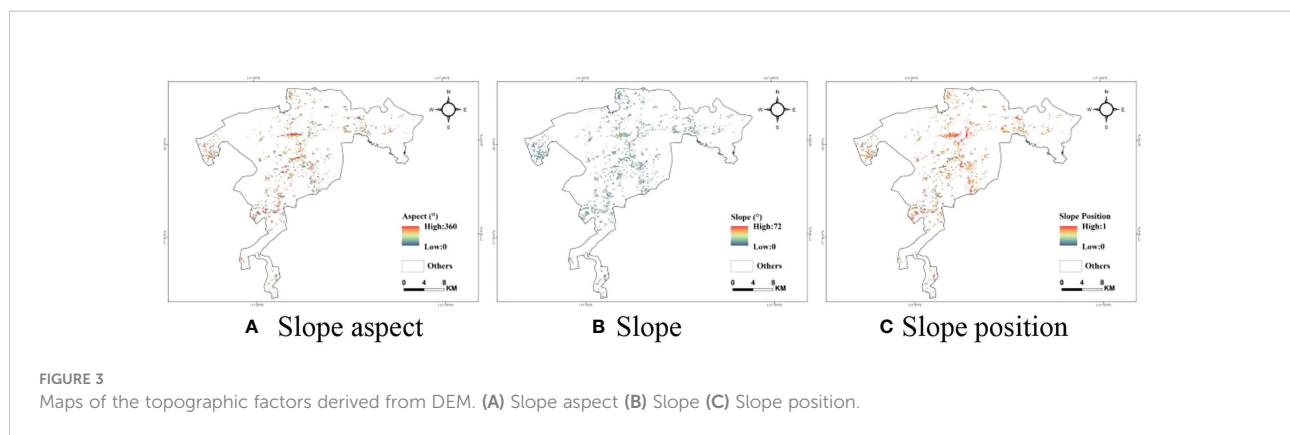 N
W E
S
Aspect (°)
High:360
Low:0
Others
0 4 8
KM
A Slope aspect
N
W E
S
Slope (°)
High:72
Low:0
Others
0 4 8
KM
B Slope
N
W E
S
Slope Position
High:1
Low:0
Others
0 4 8
KM
C Slope position
FIGURE 3
Maps of the topographic factors derived from DEM. (A) Slope aspect (B) Slope (C) Slope position.